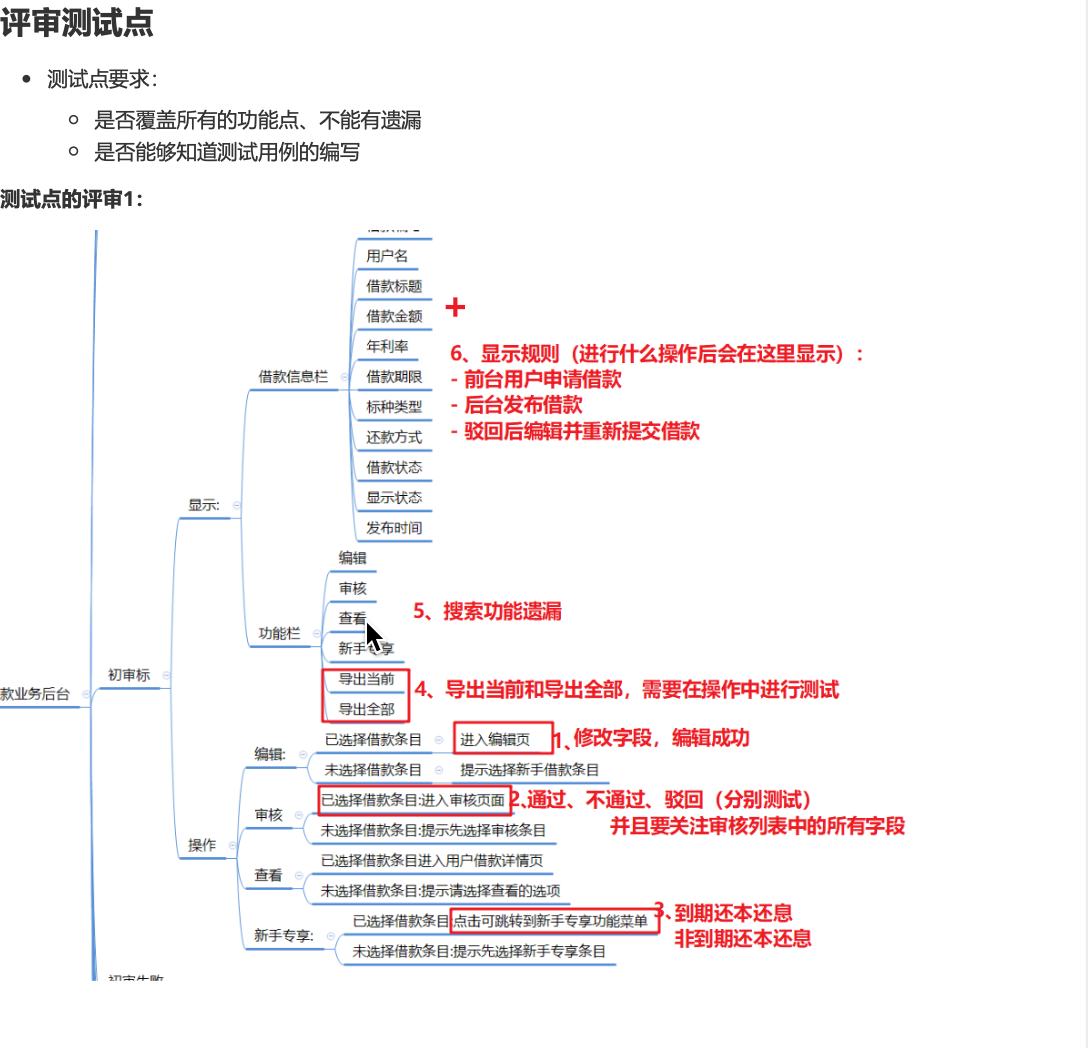 评审测试点
测试点要求：
是否覆盖所有的功能点、不能有遗漏
是否能够知道测试用例的编写
测试点的评审1：
用户名
借款标题
借款金额
年利率
借款信息栏
借款期限
标种类型
还款方式
借款状态
显示状态
发布时间
+
6、显示规则（进行什么操作后会在这里显示）：
- 前台用户申请借款
- 后台发布借款
- 驳回后编辑并重新提交借款
显示:
编辑
审核
查看
功能栏
新手专享
导出当前
导出全部
5、搜索功能遗漏
4、导出当前和导出全部，需要在操作中进行测试
初审标
款业务后台
编辑:
已选择借款条目
进入编辑页
1、修改字段，编辑成功
未选择借款条目
提示选择新手借款条目
审核
已选择借款条目:进入审核页面
2、通过、不通过、驳回（分别测试）
并且要关注审核列表中的所有字段
未选择借款条目:提示先选择审核条目
操作
查看
已选择借款条目进入用户借款详情页
未选择借款条目:提示请选择查看的选项
新手专享:
已选择借款条目:点击可跳转到新手专享功能菜单
3、到期还本还息
非到期还本还息
未选择借款条目:提示先选择新手专享条目
初审失败